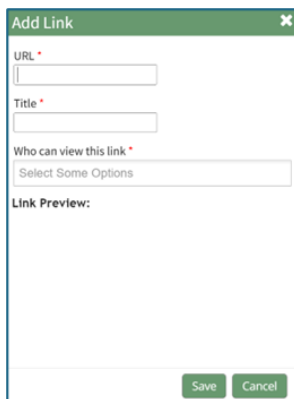 Add Link ✖
URL *
Title *
Who can view this link *
Select Some Options
Link Preview:
Save Cancel